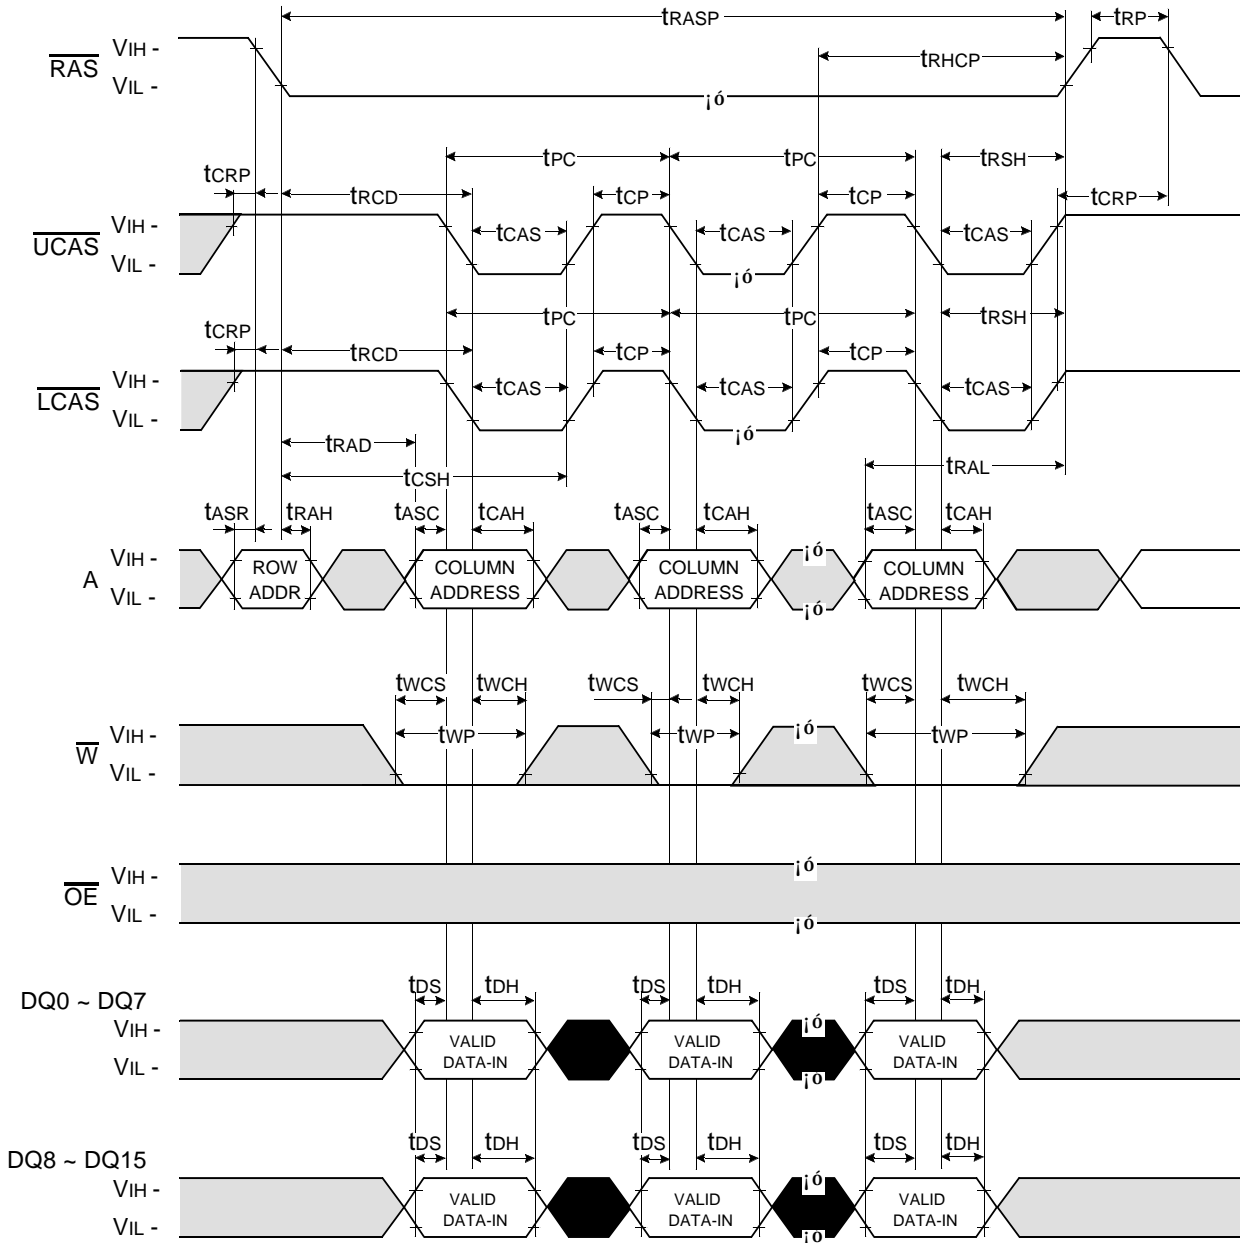 tRASP
tRP
RAS
VIH -
VIL -
tRHCP
¡ó
tCRP
tRCD
tPC
tPC
tRSH
tCP
tCP
tCRP
UCAS
VIH -
VIL -
tCAS
tCAS
tCAS
¡ó
tCRP
tRCD
tPC
tPC
tRSH
tCP
tCP
LCAS
VIH -
VIL -
tCAS
tCAS
tCAS
¡ó
tRAD
tCSH
tRAL
tASR
tRAH
tASC
tCAH
tASC
tCAH
tASC
tCAH
A
VIH -
VIL -
ROW
ADDR
COLUMN
ADDRESS
COLUMN
ADDRESS
¡ó
¡ó
COLUMN
ADDRESS
tWCS
tWCH
tWCS
tWCH
tWCS
tWCH
W
VIH -
VIL -
tWP
tWP
¡ó
tWP
OE
VIH -
VIL -
¡ó
¡ó
DQ0 ~ DQ7
VIH -
VIL -
tDS
tDH
tDS
tDH
tDS
tDH
VALID
DATA-IN
VALID
DATA-IN
¡ó
¡ó
VALID
DATA-IN
DQ8 ~ DQ15
VIH -
VIL -
tDS
tDH
tDS
tDH
tDS
tDH
VALID
DATA-IN
VALID
DATA-IN
¡ó
¡ó
VALID
DATA-IN